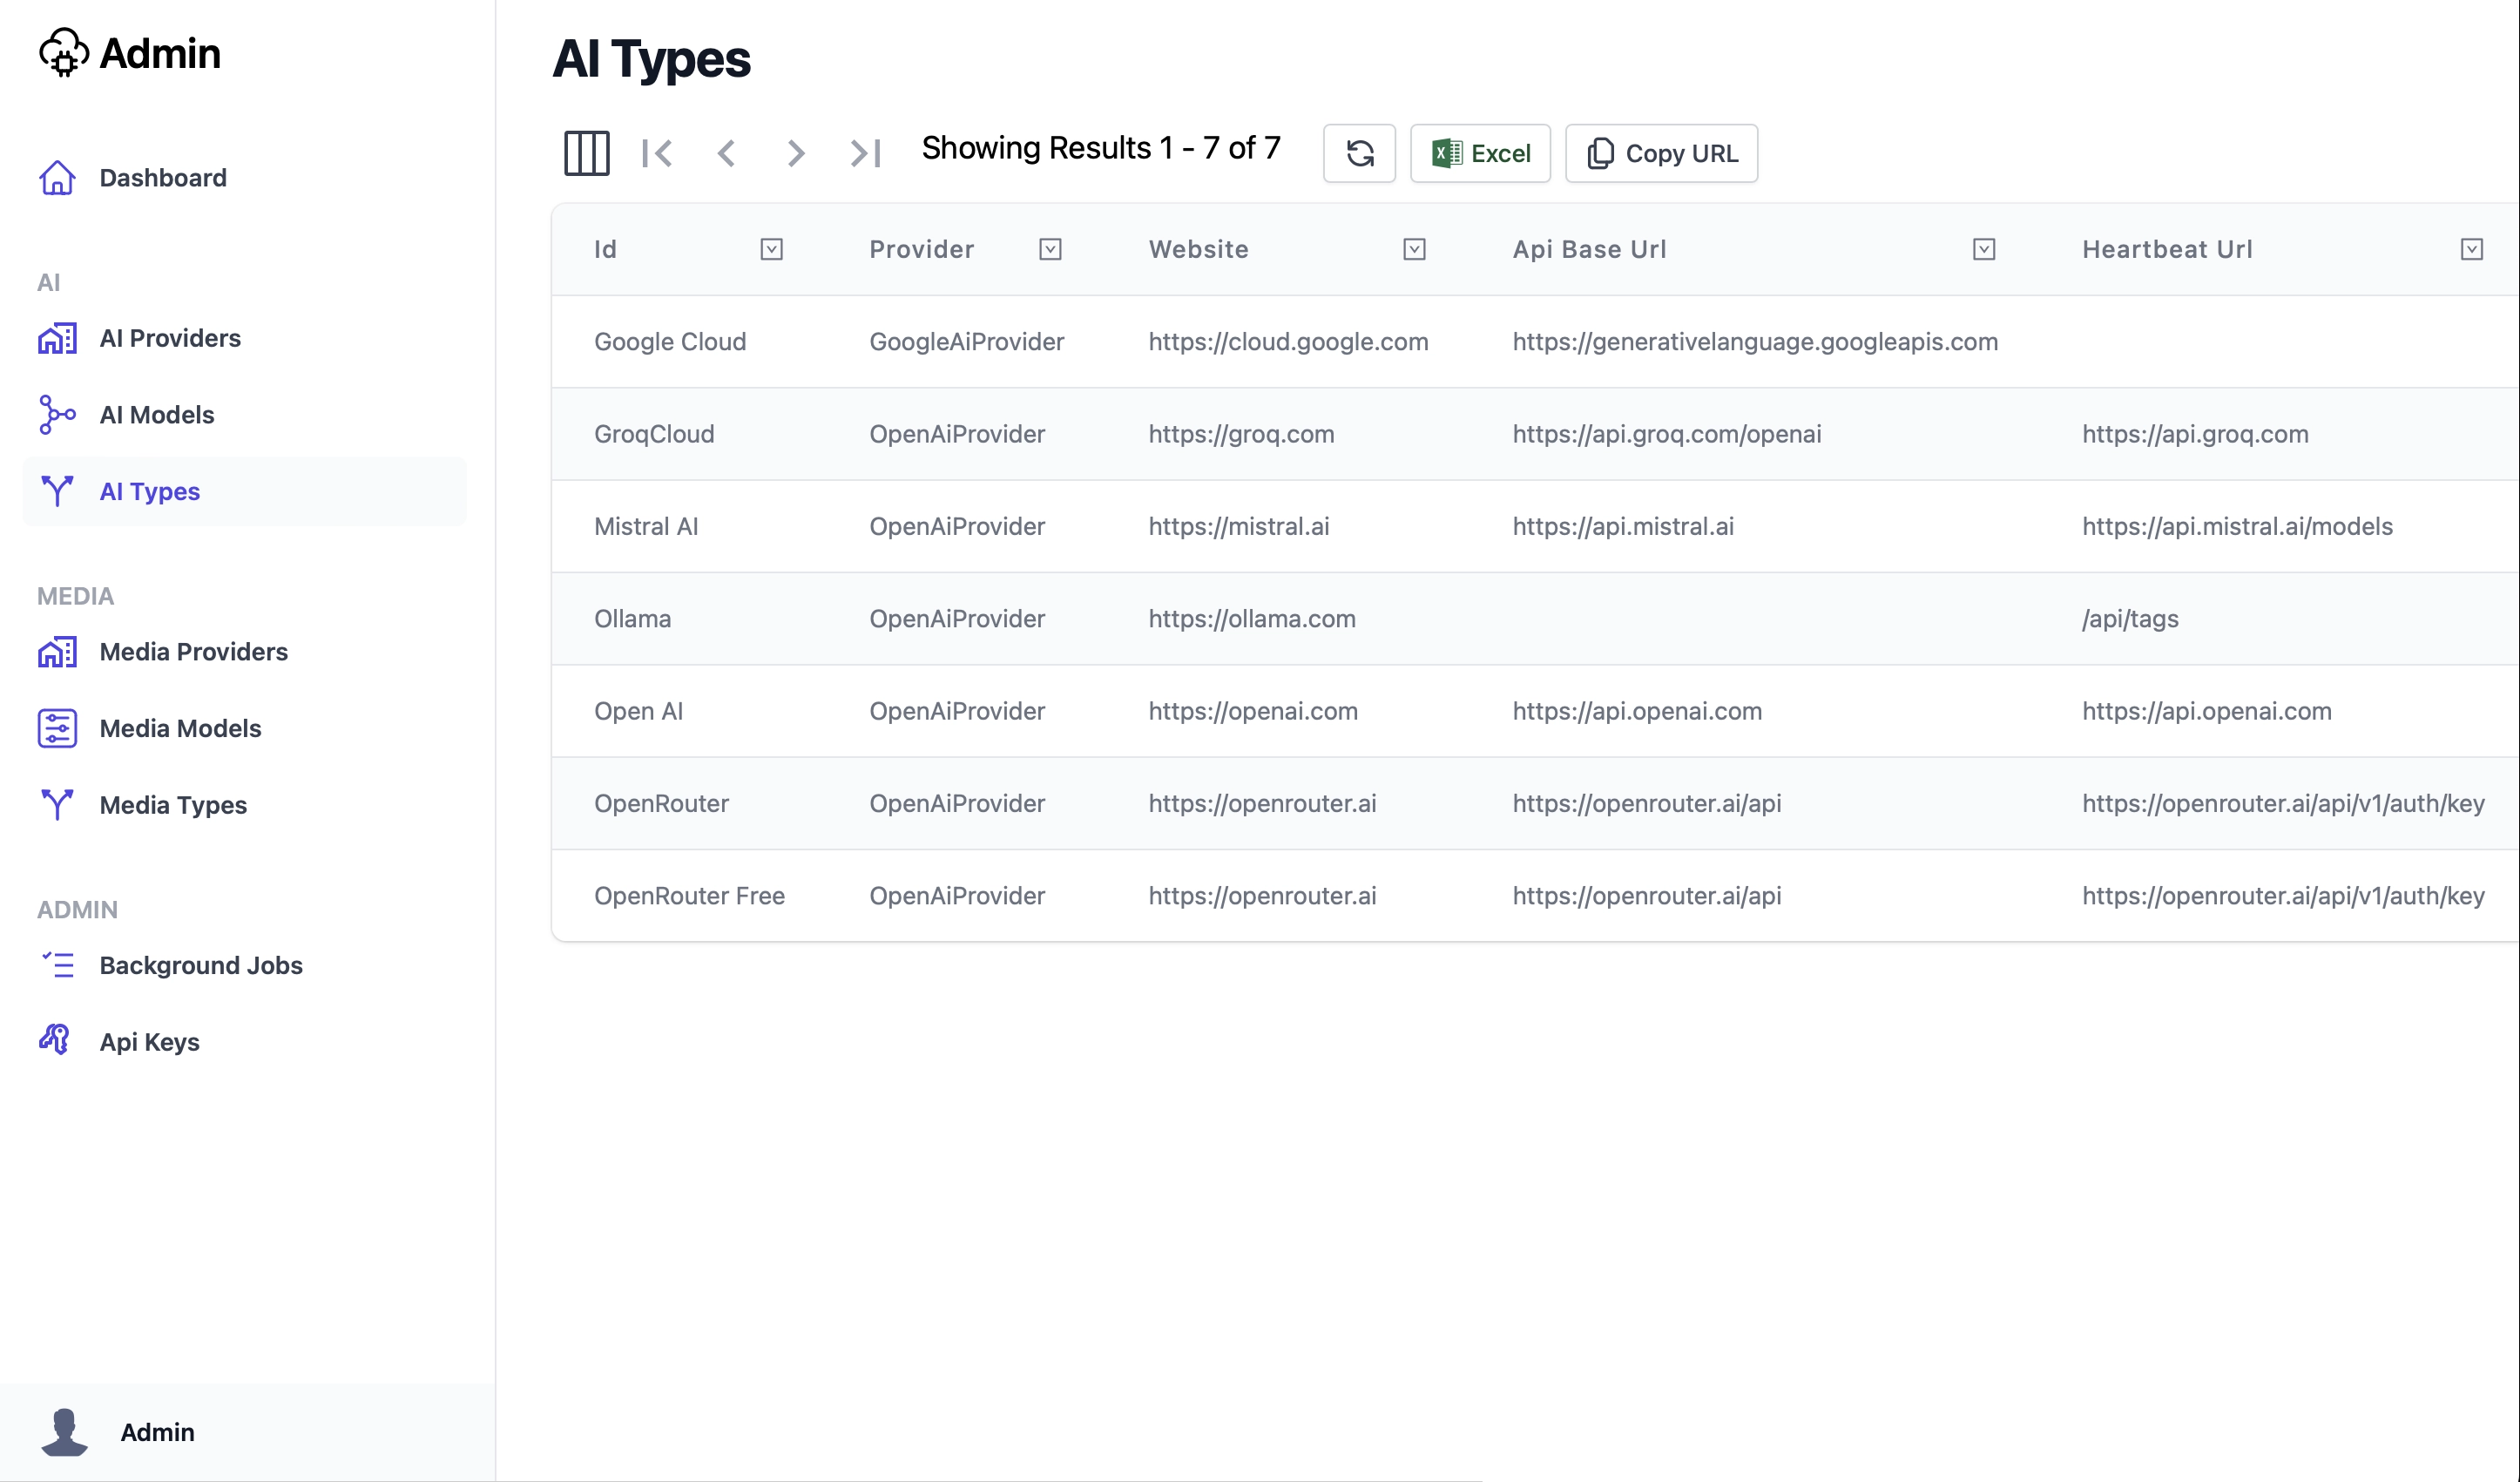 Admin
Dashboard
AI
AI Providers
AI Models
AI Types
MEDIA
Media Providers
Media Models
Media Types
ADMIN
Background Jobs
Api Keys
Admin
AI Types
Showing Results 1 - 7 of 7 Excel Copy URL
Id Provider Website Api Base Url Heartbeat Url
Google Cloud GoogleAiProvider https://cloud.google.com https://generativelanguage.googleapis.com
GroqCloud OpenAiProvider https://groq.com https://api.groq.com/openai https://api.groq.com
Mistral AI OpenAiProvider https://mistral.ai https://api.mistral.ai https://api.mistral.ai/models
Ollama OpenAiProvider https://ollama.com /api/tags
Open AI OpenAiProvider https://openai.com https://api.openai.com https://api.openai.com
OpenRouter OpenAiProvider https://openrouter.ai https://openrouter.ai/api https://openrouter.ai/api/v1/auth/key
OpenRouter Free OpenAiProvider https://openrouter.ai https://openrouter.ai/api https://openrouter.ai/api/v1/auth/key